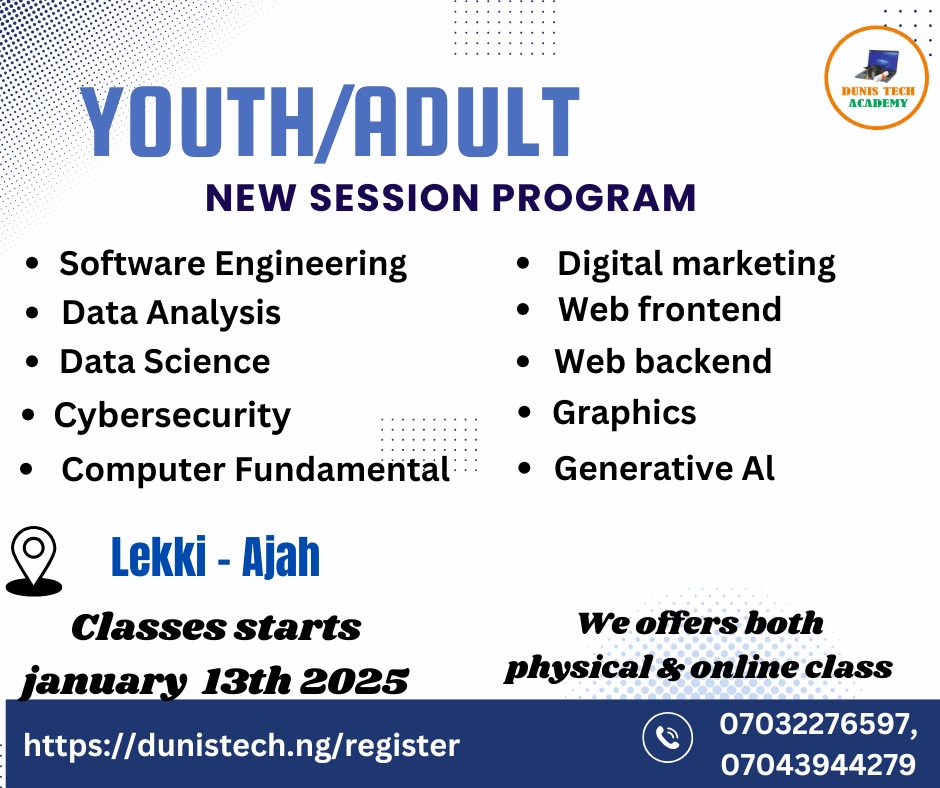 DUNIS TECH
ACADEMY
YOUTH/ADULT
NEW SESSION PROGRAM
• Software Engineering
• Data Analysis
• Data Science
• Cybersecurity
• Computer Fundamental
• Digital marketing
• Web frontend
• Web backend
• Graphics
• Generative Al
Lekki - Ajah
Classes starts
january 13th 2025
We offers both
physical & online class
https://dunistech.ng/register
07032276597,
07043944279